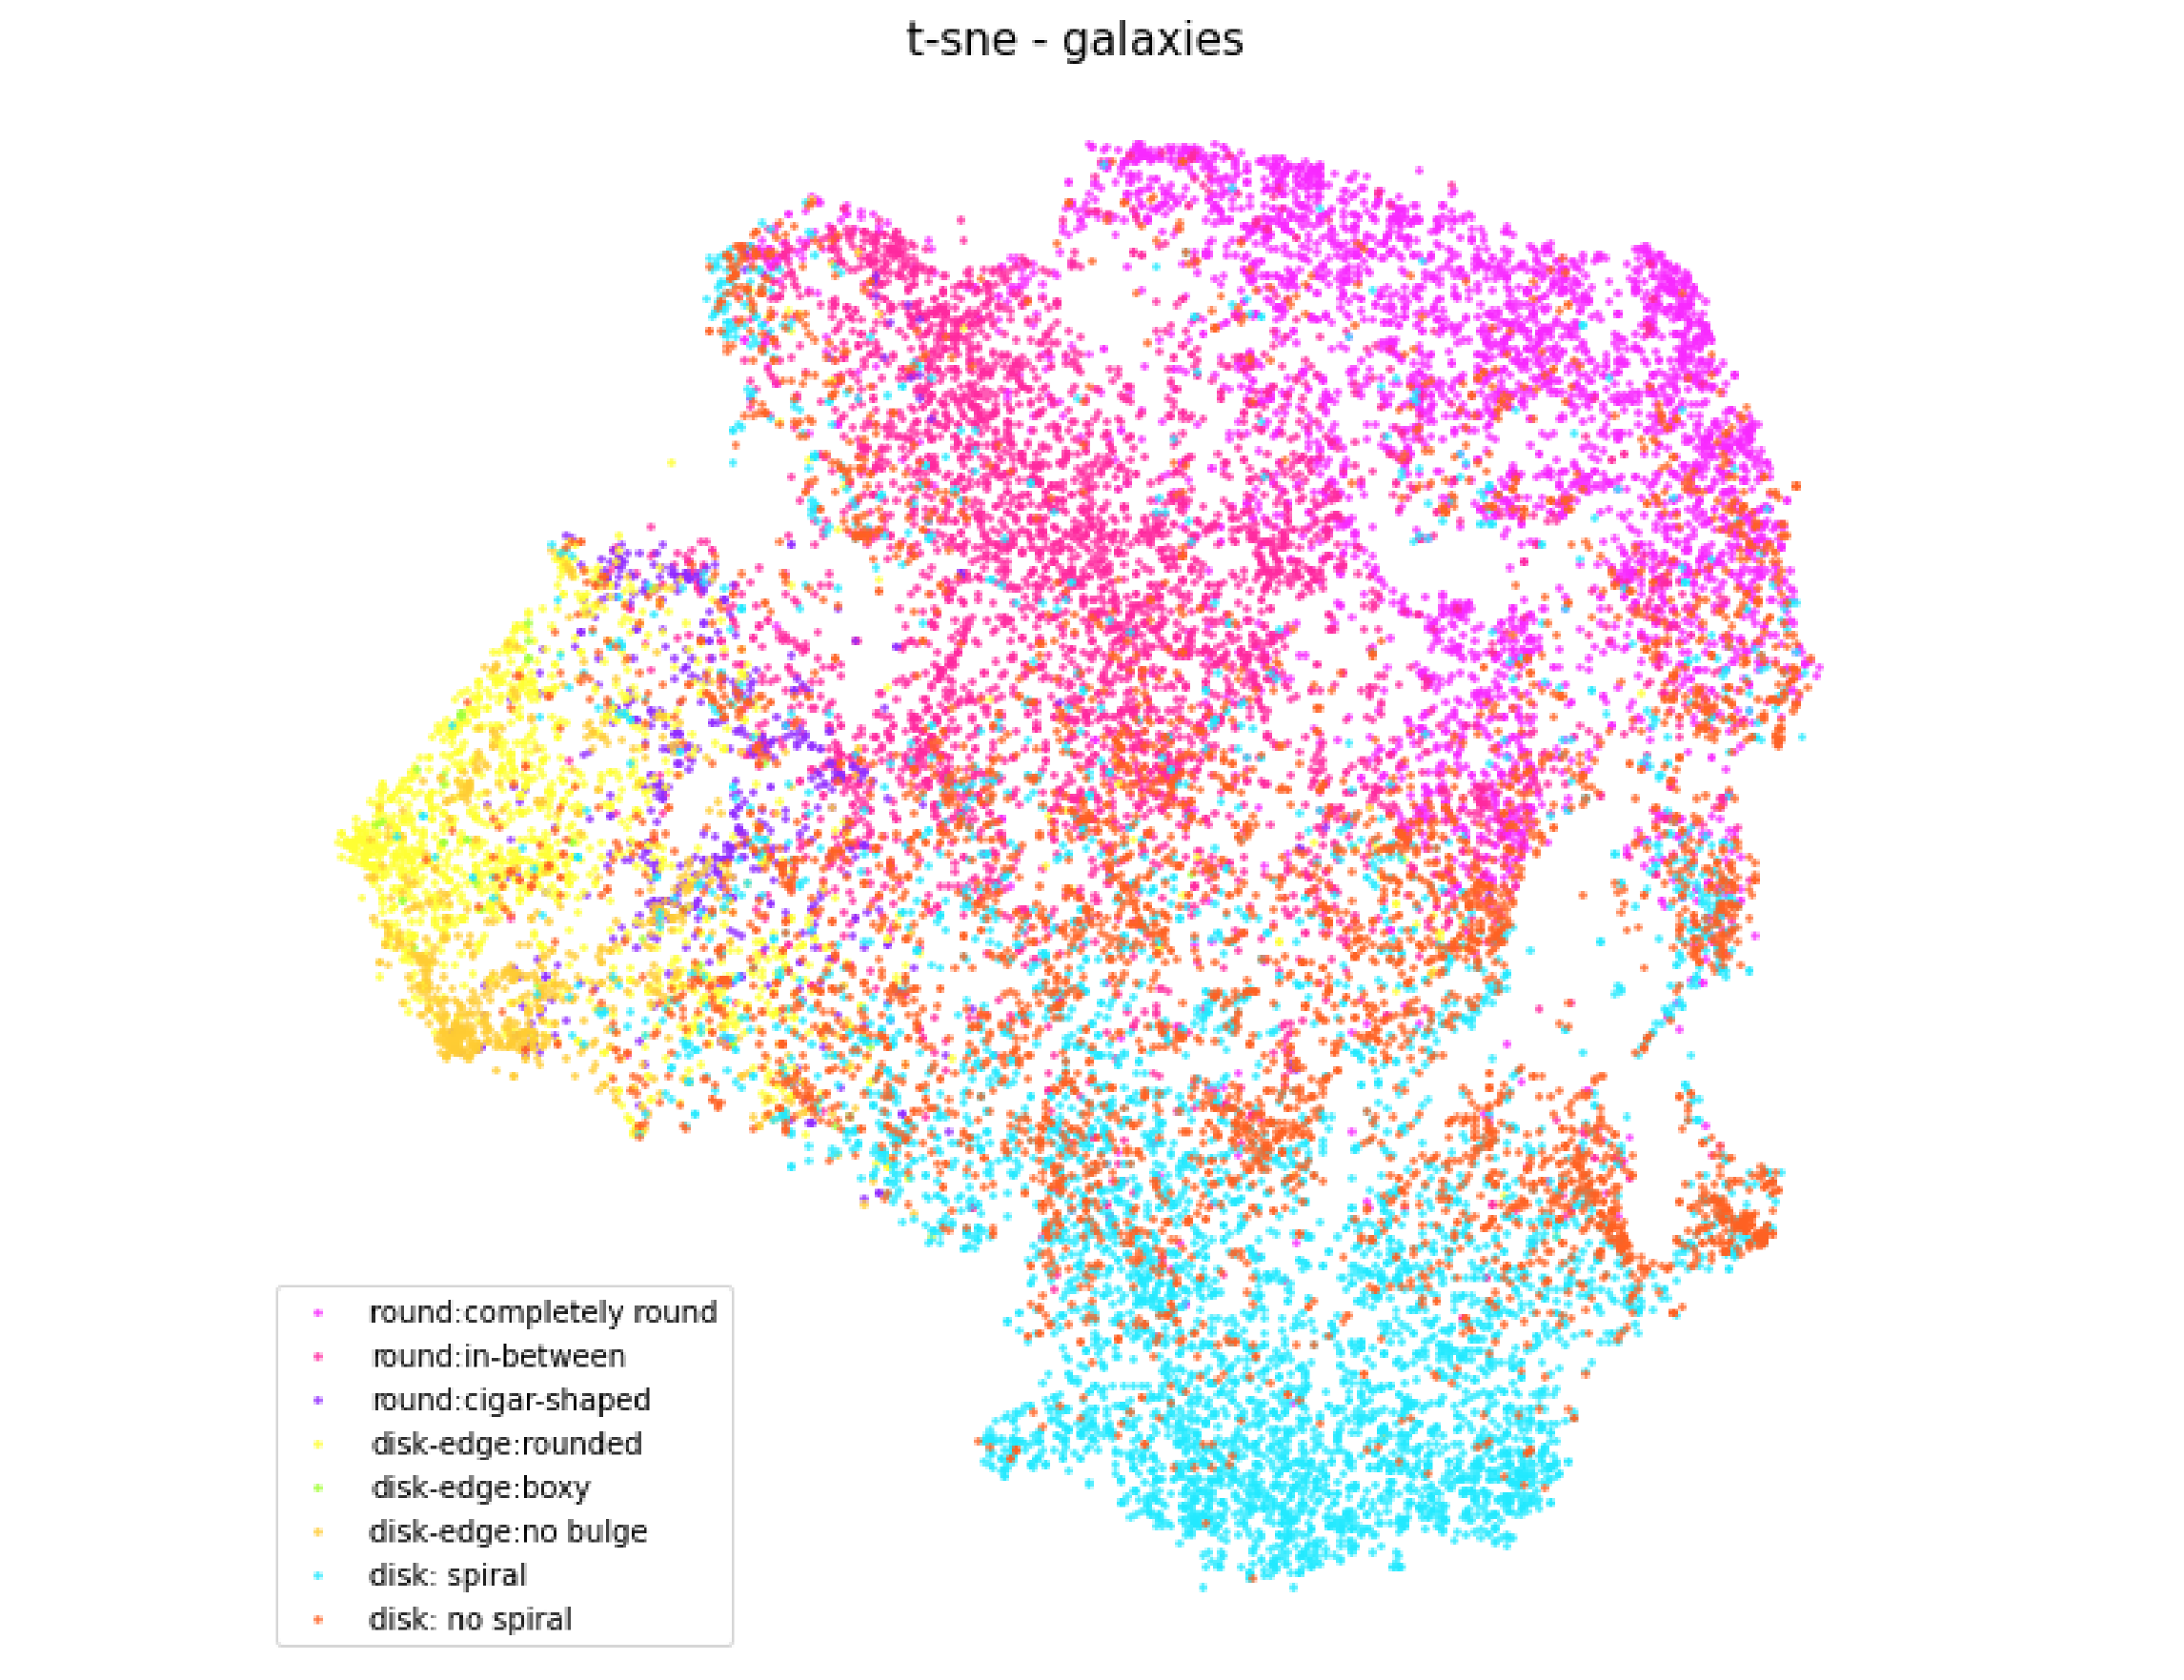 t-sne - galaxies
round:completely round
round:in-between
round:cigar-shaped
disk-edge:rounded
disk-edge:boxy
disk-edge:no bulge
disk: spiral
disk: no spiral